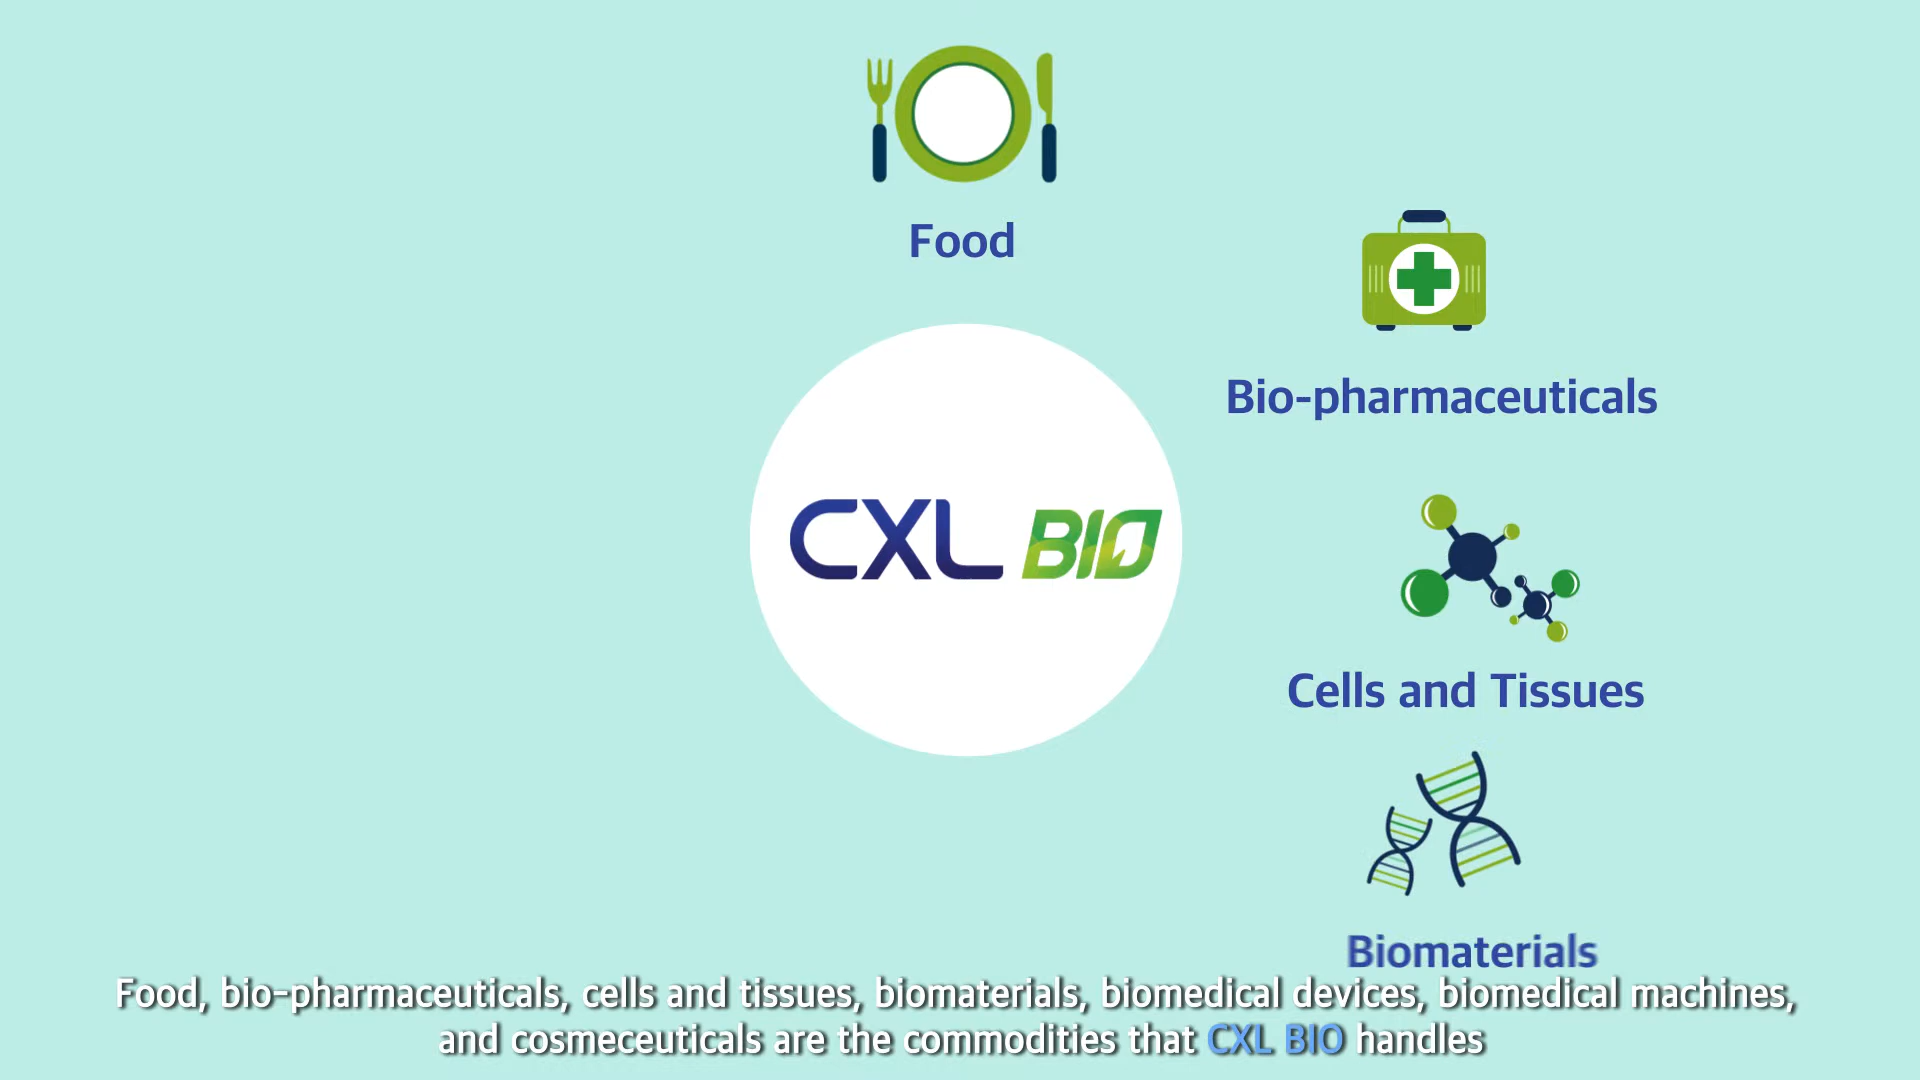 Food
Bio-pharmaceuticals
CXL BIO
Cells and Tissues
Biomaterials
Food, bio-pharmaceuticals, cells and tissues, biomaterials, biomedical devices, biomedical machines,
and cosmeceuticals are the commodities that CXL BIO handles